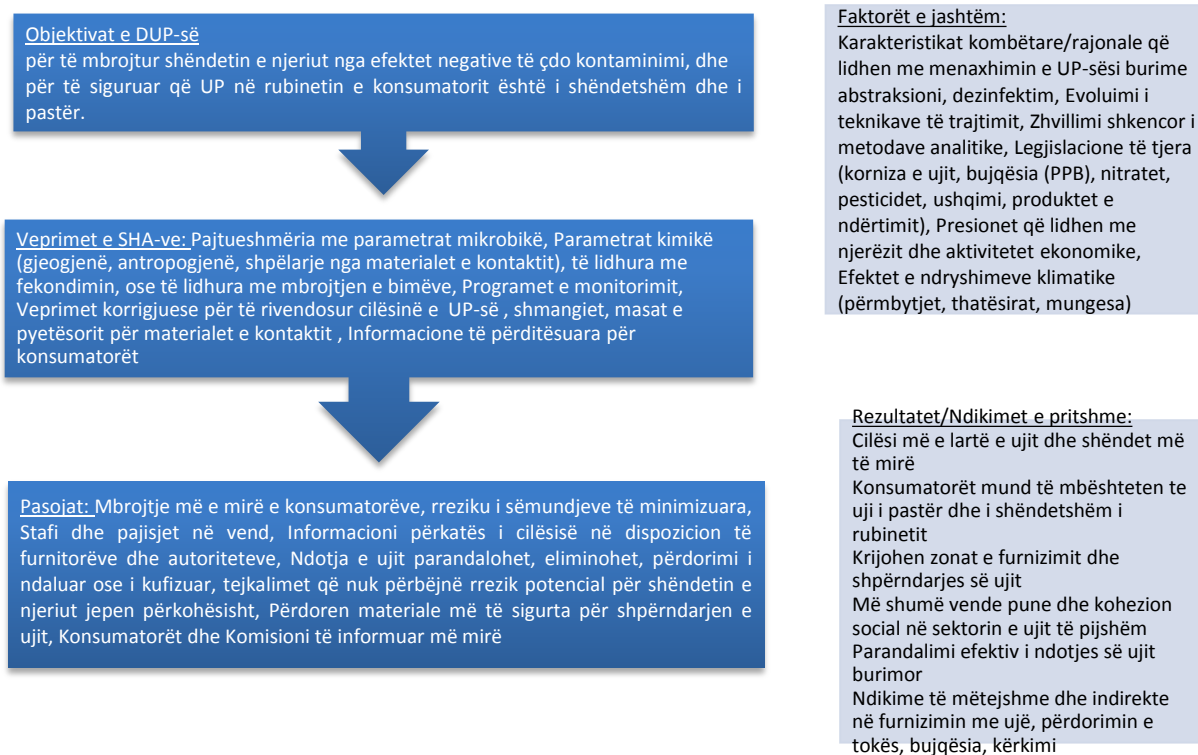 Objektivat e DUP-së
për të mbrojtur shëndetin e njeriut nga efektet negative të çdo kontaminimi, dhe
për të siguruar që UP në rubinetin e konsumatorit është i shëndetshëm dhe i
pastër.
Veprimet e SHA-ve: Pajtueshmëria me parametrat mikrobikë, Parametrat kimikë
(gjeogjenë, antropogjenë, shpëlarje nga materialet e kontaktit), të lidhura me
fekondimin, ose të lidhura me mbrojtjen e bimëve, Programet e monitorimit,
Veprimet korrigjuese për të rivendosur cilësinë e UP-së , shmangiet, masat e
pyetësorit për materialet e kontaktit , Informacione të përditësuara për
konsumatorët
Pasojat: Mbrojtje më e mirë e konsumatorëve, rreziku i sëmundjeve të minimizuara,
Stafi dhe pajisjet në vend, Informacioni përkatës i cilësisë në dispozicion të
furnitorëve dhe autoriteteve, Ndotja e ujit parandalohet, eliminohet, përdorimi i
ndaluar ose i kufizuar, tejkalimet që nuk përbëjnë rrezik potencial për shëndetin e
njeriut jepen përkohësisht, Përdoren materiale më të sigurta për shpërndarjen e
ujit, Konsumatorët dhe Komisioni të informuar më mirë
Faktorët e jashtëm:
Karakteristikat kombëtare/rajonale që
lidhen me menaxhimin e UP-sësi burime
abstraksioni, dezinfektim, Evoluimi i
teknikave të trajtimit, Zhvillimi shkencor i
metodave analitike, Legjislacione të tjera
(korniza e ujit, bujqësia (PPB), nitratet,
pesticidet, ushqimi, produktet e
ndërtimit), Presionet që lidhen me
njerëzit dhe aktivitetet ekonomike,
Efektet e ndryshimeve klimatike
(përmbytjet, thatësirat, mungesa)
Rezultatet/Ndikimet e pritshme:
Cilësi më e lartë e ujit dhe shëndet më
të mirë
Konsumatorët mund të mbështeten te
uji i pastër dhe i shëndetshëm i
rubinetit
Krijohen zonat e furnizimit dhe
shpërndarjes së ujit
Më shumë vende pune dhe kohezion
social në sektorin e ujit të pijshëm
Parandalimi efektiv i ndotjes së ujit
burimor
Ndikime të mëtejshme dhe indirekte
në furnizimin me ujë, përdorimin e
tokës, bujqësia, kërkimi